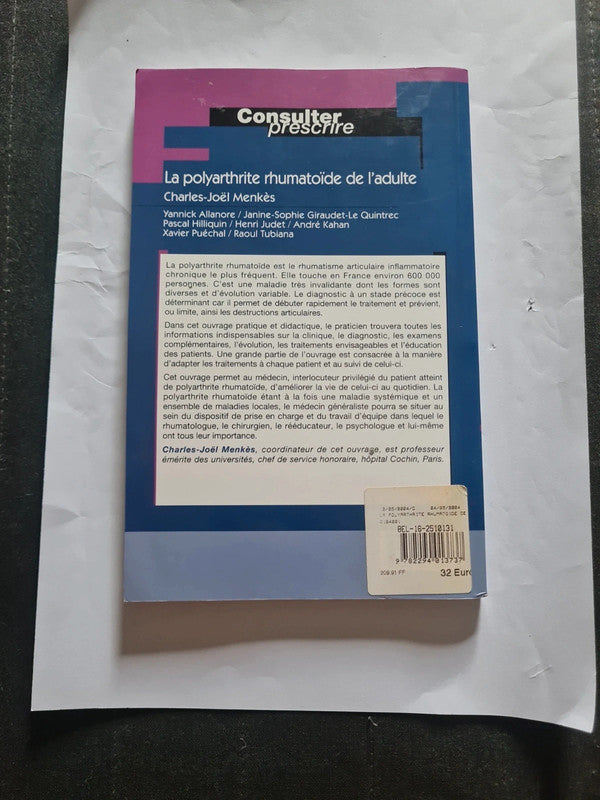 Consulter
prescrire
La polyarthrite rhumatoïde de l'adulte
Charles-Joël Menkès
Yannick Allanore / Janine-Sophie Giraudet-Le Quintrec
Pascal Hilliquin / Henri Judet / André Kahan
Xavier Puéchal / Raoul Tubiana
La polyarthrite rhumatoïde est le rhumatisme articulaire inflammatoire
chronique le plus fréquent. Elle touche en France environ 600 000
personnes. C'est une maladie très invalidante dont les formes sont
diverses et d'évolution variable. Le diagnostic à un stade précoce est
déterminant car il permet de débuter rapidement le traitement et prévient,
ou limite, ainsi les destructions articulaires.
Dans cet ouvrage pratique et didactique, le praticien trouvera toutes les
informations indispensables sur la clinique, le diagnostic, les examens
complémentaires, l'évolution, les traitements envisageables et l'éducation
des patients. Une grande partie de l'ouvrage est consacrée à la manière
d'adapter les traitements à chaque patient et au suivi de celui-ci.
Cet ouvrage permet au médecin, interlocuteur privilégié du patient atteint
de polyarthrite rhumatoïde, d'améliorer la vie de celui-ci au quotidien. La
polyarthrite rhumatoïde étant à la fois une maladie systémique et un
ensemble de maladies locales, le médecin généraliste pourra se situer au
sein du dispositif de prise en charge et du travail d'équipe dans lequel le
rhumatologue, le chirurgien, le rééducateur, le psychologue et lui-même
ont tous leur importance.
Charles-Joël Menkès, coordinateur de cet ouvrage, est professeur
émérite des universités, chef de service honoraire, hôpital Cochin, Paris.
LA POLYARTHRITE RHUMATOIDE DE
BEL-16-2510131
9 782294 013737
209.91 FF
32 Euro